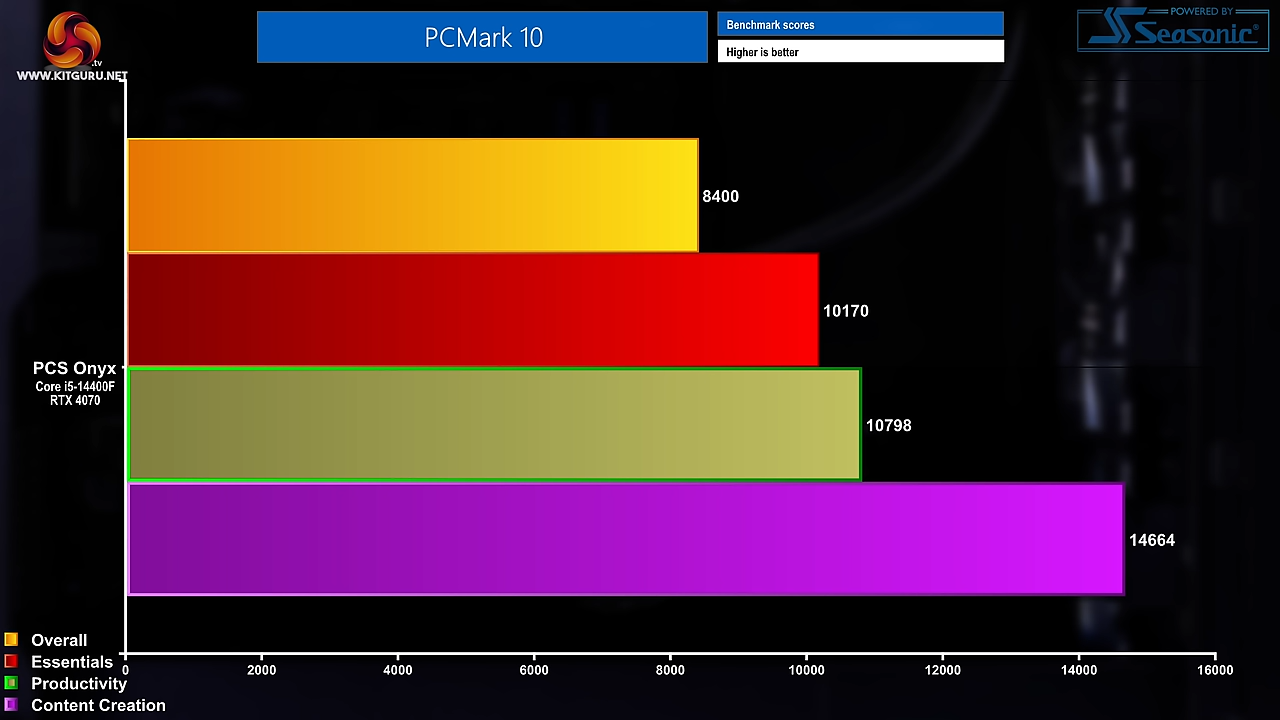 PCMark 10
Benchmark scores
Higher is better
POWERED BY
Seasonic®
.tv
WWW.KITGURU.NET
8400
10170
PCS Onyx
Core i5-14400F
RTX 4070
10798
14664
Overall
Essentials
Productivity
Content Creation
0 2000 4000 6000 8000 10000 12000 14000 16000